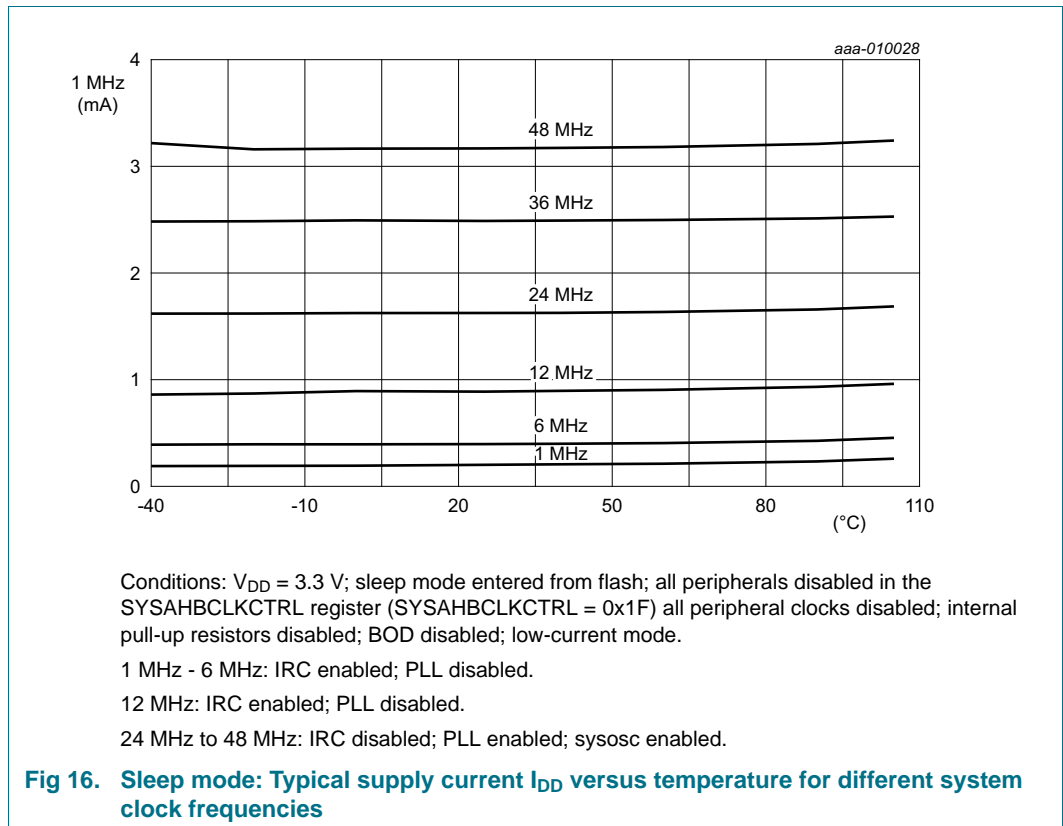 aaa-010028
4
1 MHz
(mA)
48 MHz
3
36 MHz
2
24 MHz
1
12 MHz
6 MHz
1 MHz
0
-40
-10
20
50
80
110
(°C)
Conditions: VDD = 3.3 V; sleep mode entered from flash; all peripherals disabled in the
SYSAHBCLKCTRL register (SYSAHBCLKCTRL = 0x1F) all peripheral clocks disabled; internal
pull-up resistors disabled; BOD disabled; low-current mode.
1 MHz - 6 MHz: IRC enabled; PLL disabled.
12 MHz: IRC enabled; PLL disabled.
24 MHz to 48 MHz: IRC disabled; PLL enabled; sysosc enabled.
Fig 16. Sleep mode: Typical supply current IDD versus temperature for different system
clock frequencies